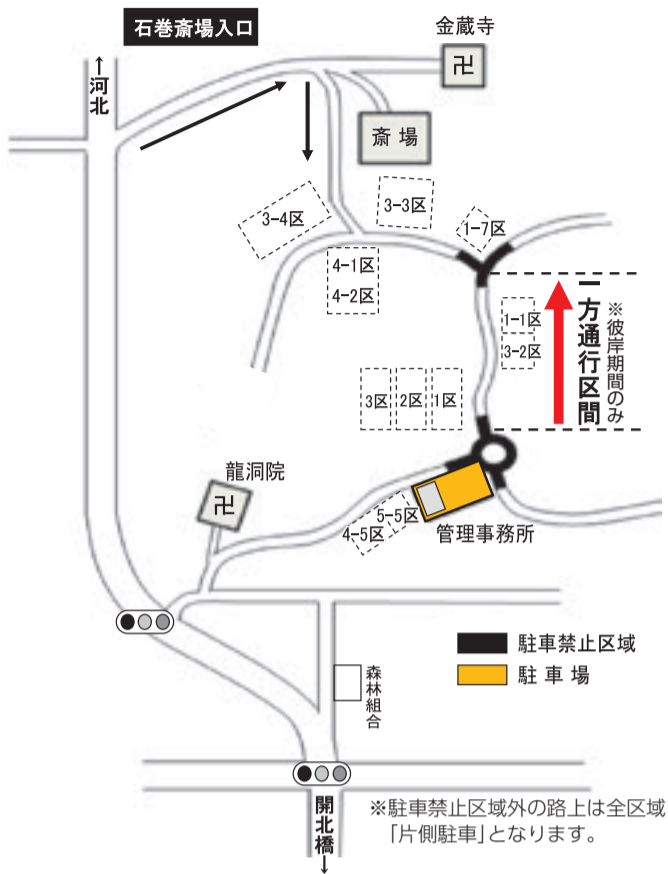 石巻斎場入口
金蔵寺
卍
↑河北
斎場
3-3区
3-4区
1-7区
4-1区
4-2区
1-1区
3-2区
一方通行区間
※彼岸期間のみ
3区
2区
1区
龍洞院
卍
5-5区
4-5区
管理事務所
駐車禁止区域
駐車場
森林組合
開北橋↓
※駐車禁止区域外の路上は全区域
「片側駐車」となります。